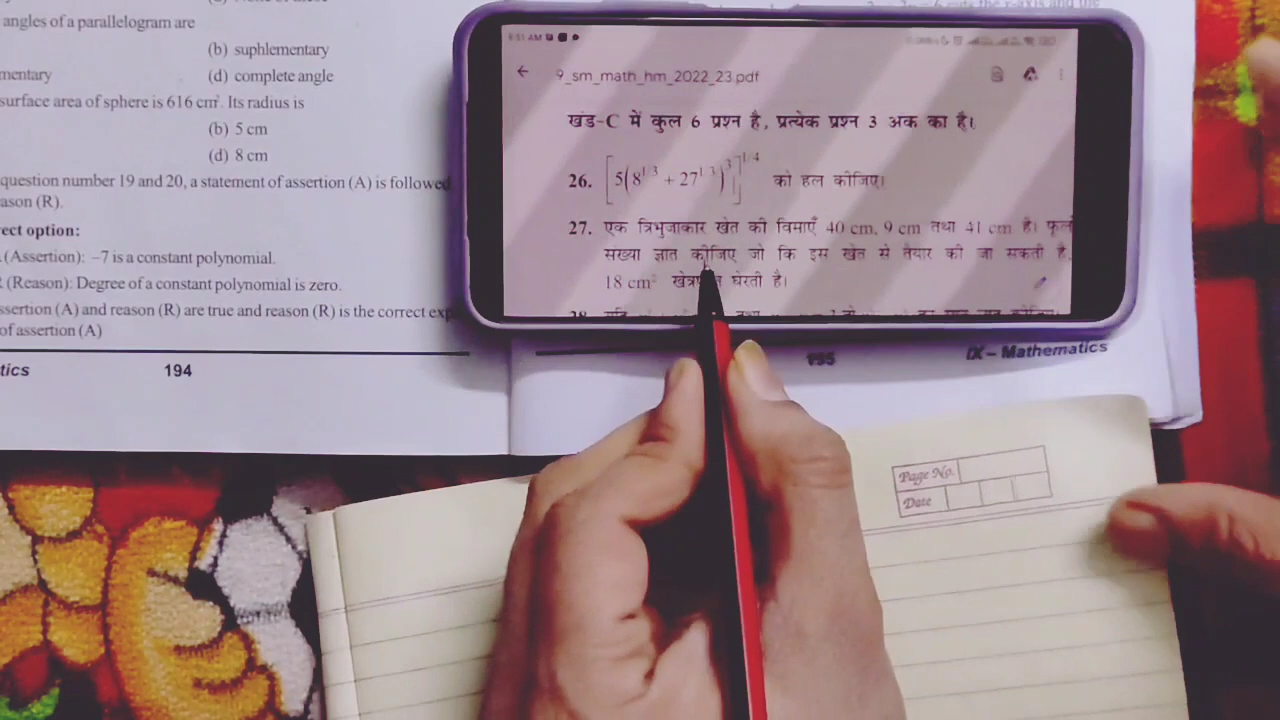 angles of a parallelogram are
(b) suphlementary
mentary
(d) complete angle
surface area of sphere is 616 cm². Its radius is
(b) 5 cm
(d) 8 cm
question number 19 and 20, a statement of assertion (A) is followed
ason (R).
rect option:
(Assertion): –7 is a constant polynomial.
(Reason): Degree of a constant polynomial is zero.
ssertion (A) and reason (R) are true and reason (R) is the correct exp
of assertion (A)
tics 194
9_sm_math_hm_2022_23.pdf
खंड-C में कुल 6 प्रश्न है, प्रत्येक प्रश्न 3 अक का है।
26. [5(8^1/3 + 27^1/3)^3]^1/4 को हल कीजिए।
27. एक त्रिभुजाकार खेत की विमाएँ 40 cm, 9 cm तथा 41 cm है। फूलों
संख्या ज्ञात कीजिए जो कि इस खेत से तैयार की जा सकती है,
18 cm² घेरती है।
195 IX – Mathematics
Page No.
Date